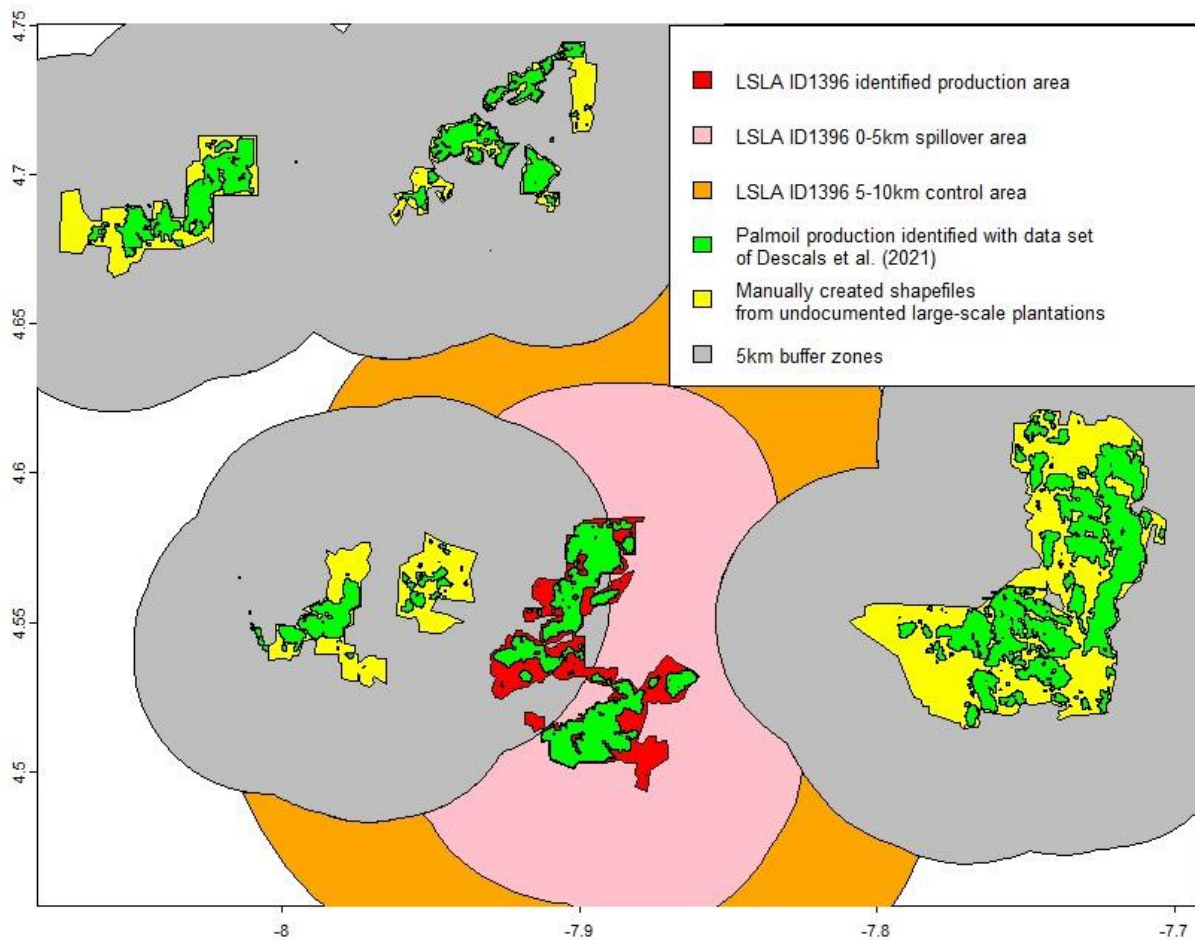 4.75
4.7
4.65
4.6
4.55
4.5
LSLA ID1396 identified production area
LSLA ID1396 0-5km spillover area
LSLA ID1396 5-10km control area
Palmoil production identified with data set
of Descals et al. (2021)
Manually created shapefiles
from undocumented large-scale plantations
5km buffer zones
-8
-7.9
-7.8
-7.7